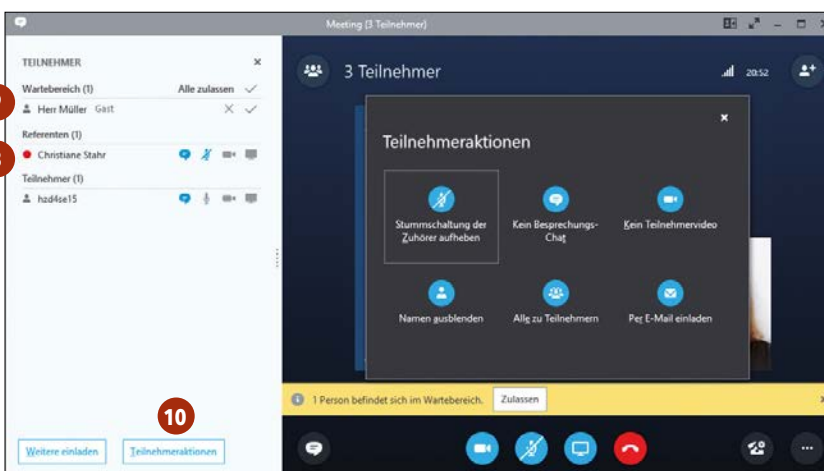 Meeting (3 Teilnehmer)
TEILNEHMER
Wartebereich (1) Alle zulassen
Herr Müller Gast
Referenten (1)
Christiane Stahr
Teilnehmer (1)
hzd4se15
10
Weitere einladen Teilnehmeraktionen
3 Teilnehmer 20:52
Teilnehmeraktionen
Stummschaltung der
Zuhörer aufheben
Kein Besprechungs-
Chat
Kein Teilnehmervideo
Namen ausblenden
Alle zu Teilnehmern
Per E-Mail einladen
1 Person befindet sich im Wartebereich. Zulassen